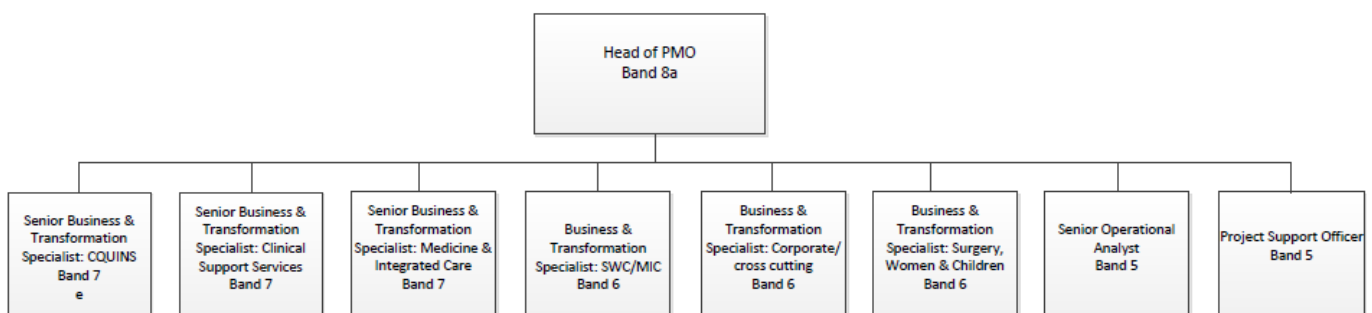 Head of PMO
Band 8a
Senior Business &
Transformation
Specialist: CQUINS
Band 7
e
Senior Business &
Transformation
Specialist: Clinical
Support Services
Band 7
Senior Business &
Transformation
Specialist: Medicine &
Integrated Care
Band 7
Business &
Transformation
Specialist: SWC/MIC
Band 6
Business &
Transformation
Specialist: Corporate/
cross cutting
Band 6
Business &
Transformation
Specialist: Surgery,
Women & Children
Band 6
Senior Operational
Analyst
Band 5
Project Support Officer
Band 5